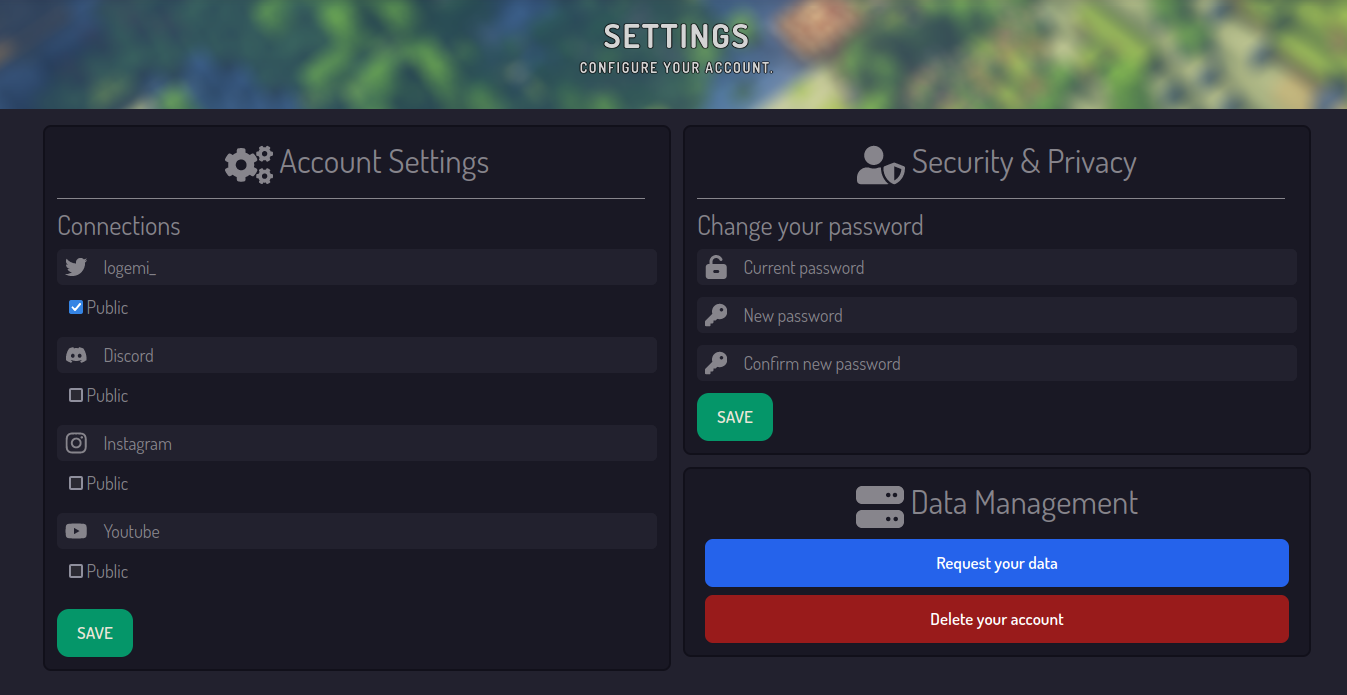 SETTINGS
CONFIGURE YOUR ACCOUNT.
Account Settings
Connections
logemi_
Public
Discord
Public
Instagram
Public
Youtube
Public
SAVE
Security & Privacy
Change your password
Current password
New password
Confirm new password
SAVE
Data Management
Request your data
Delete your account